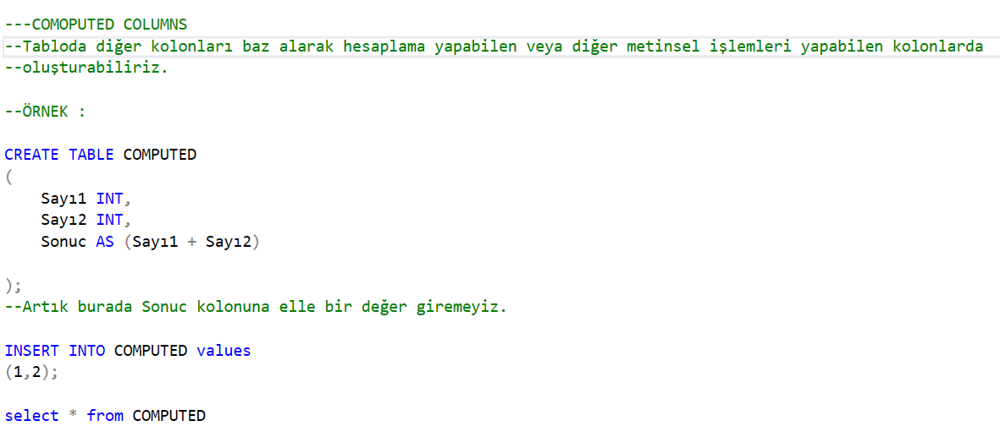 ---COMOPUTED COLUMNS
--Tabloda diğer kolonları baz alarak hesaplama yapabilen veya diğer metinsel işlemleri yapabilen kolonlarda
--oluşturabiliriz.
--ÖRNEK :
CREATE TABLE COMPUTED
(
Sayı1 INT,
Sayı2 INT,
Sonuc AS (Sayı1 + Sayı2)
);
--Artık burada Sonuc kolonuna elle bir değer giremeyiz.
INSERT INTO COMPUTED values
(1,2);
select * from COMPUTED